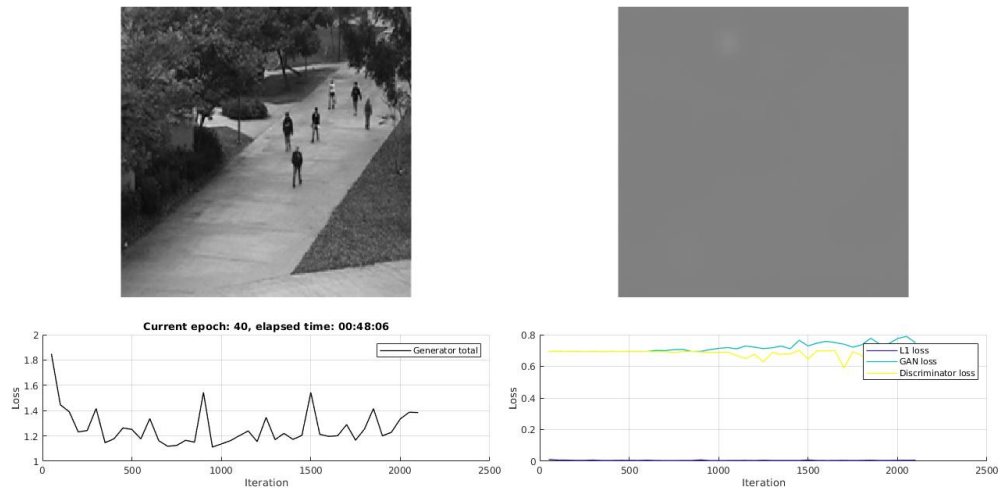 Current epoch: 40, elapsed time: 00:48:06
Loss
2
1.8
1.6
1.4
1.2
1
Generator total
0
500
1000
1500
2000
2500
Iteration
Loss
0.8
0.6
0.4
0.2
0
L1 loss
GAN loss
Discriminator loss
0
500
1000
1500
2000
2500
Iteration